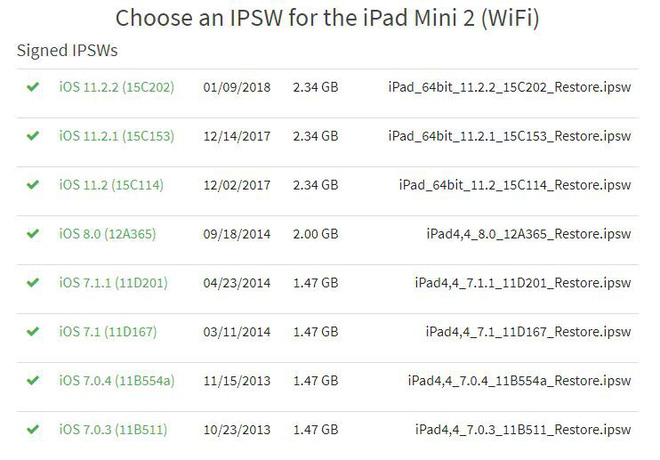 Choose an IPSW for the iPad Mini 2 (WiFi)
Signed IPSWs
iOS 11.2.2 (15C202) 01/09/2018 2.34 GB iPad_64bit_11.2.2_15C202_Restore.ipsw
iOS 11.2.1 (15C153) 12/14/2017 2.34 GB iPad_64bit_11.2.1_15C153_Restore.ipsw
iOS 11.2 (15C114) 12/02/2017 2.34 GB iPad_64bit_11.2_15C114_Restore.ipsw
iOS 8.0 (12A365) 09/18/2014 2.00 GB iPad4,4_8.0_12A365_Restore.ipsw
iOS 7.1.1 (11D201) 04/23/2014 1.47 GB iPad4,4_7.1.1_11D201_Restore.ipsw
iOS 7.1 (11D167) 03/11/2014 1.47 GB iPad4,4_7.1_11D167_Restore.ipsw
iOS 7.0.4 (11B554a) 11/15/2013 1.47 GB iPad4,4_7.0.4_11B554a_Restore.ipsw
iOS 7.0.3 (11B511) 10/23/2013 1.47 GB iPad4,4_7.0.3_11B511_Restore.ipsw